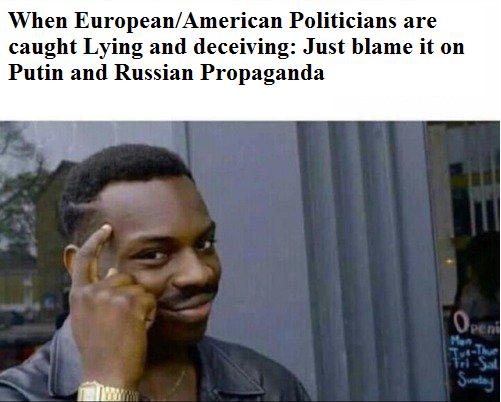 When European/American Politicians are
caught Lying and deceiving: Just blame it on
Putin and Russian Propaganda
Open
Mon
Tue-Thur
Fri-Sat
Sunday